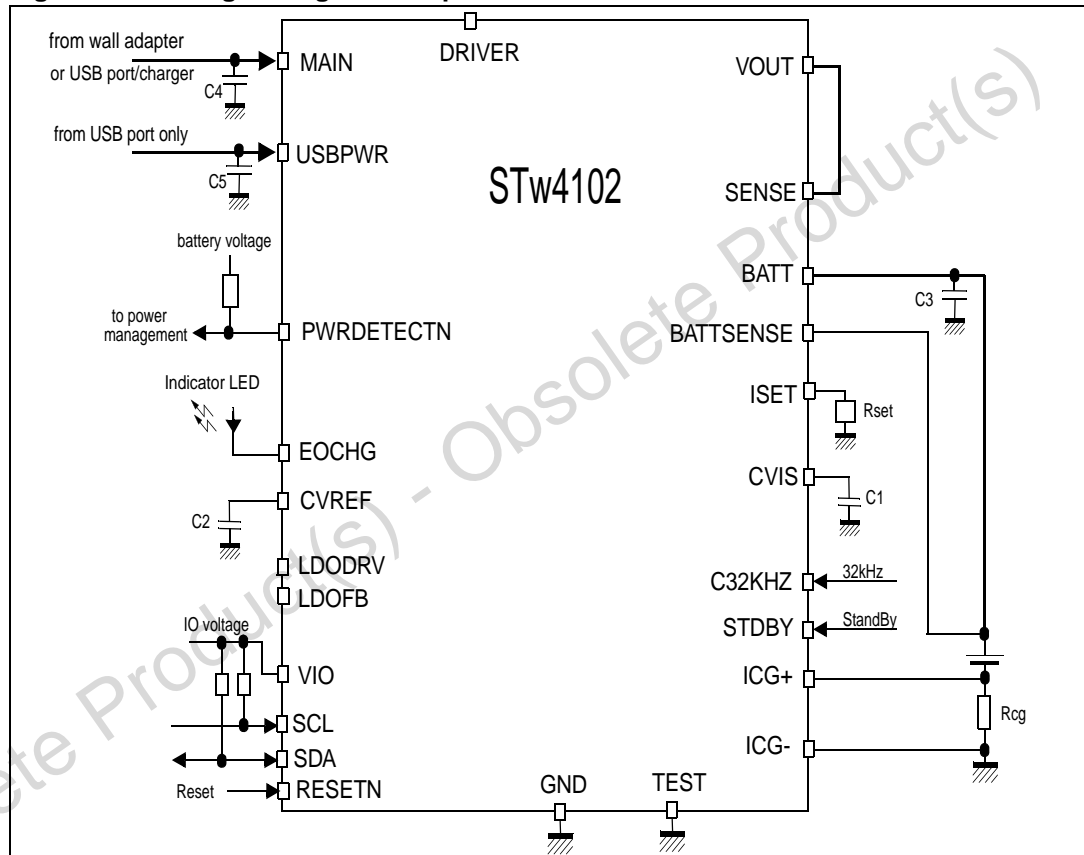 from wall adapter
or USB port/charger
C4
MAIN
DRIVER
VOUT
from USB port only
C5
USBPWR
STw4102
SENSE
battery voltage
BATT
C3
to power
management
PWRDETECTN
BATTSENSE
Indicator LED
ISET
Rset
EOCHG
CVIS
C1
CVREF
C2
LDODRV
LDOFB
C32KHZ
32kHz
STDBY
StandBy
IO voltage
VIO
ICG+
Rcg
SCL
SDA
ICG-
Reset
RESETN
GND
TEST
Obsolete Product(s) - Obsolete Product(s)